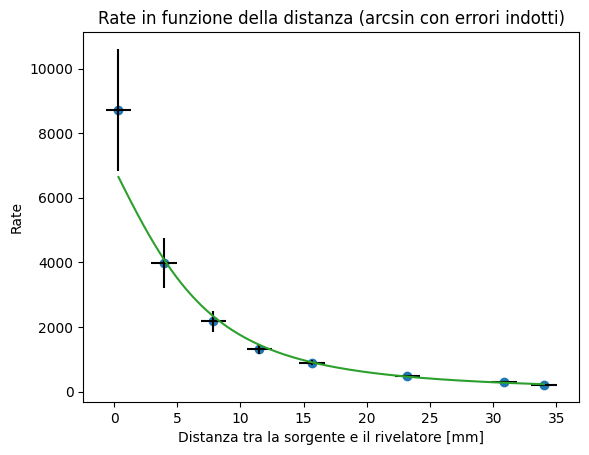 Rate in funzione della distanza (arcsin con errori indotti)
10000
8000
6000
4000
2000
0
Rate
0 5 10 15 20 25 30 35
Distanza tra la sorgente e il rivelatore [mm]